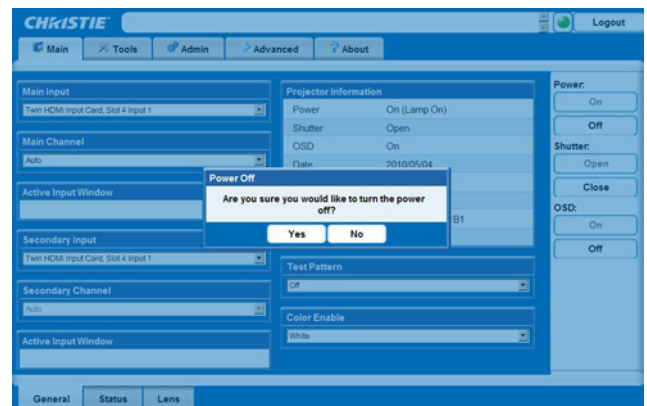 CHRISTIE
Logout
Main
Tools
Admin
Advanced
About
Main Input
Twin HDMI Input Card, Slot 4 Input 1
Main Channel
Auto
Active Input Window
Secondary Input
Twin HDMI Input Card, Slot 4 Input 1
Secondary Channel
Auto
Active Input Window
Projector Information
Power On (Lamp On)
Shutter Open
OSD On
Date 2010/05/04
B1
Power Off
Are you sure you would like to turn the power
off?
Yes No
Test Pattern
Off
Color Enable
White
Power:
On
Off
Shutter:
Open
Close
OSD:
On
Off
General Status Lens